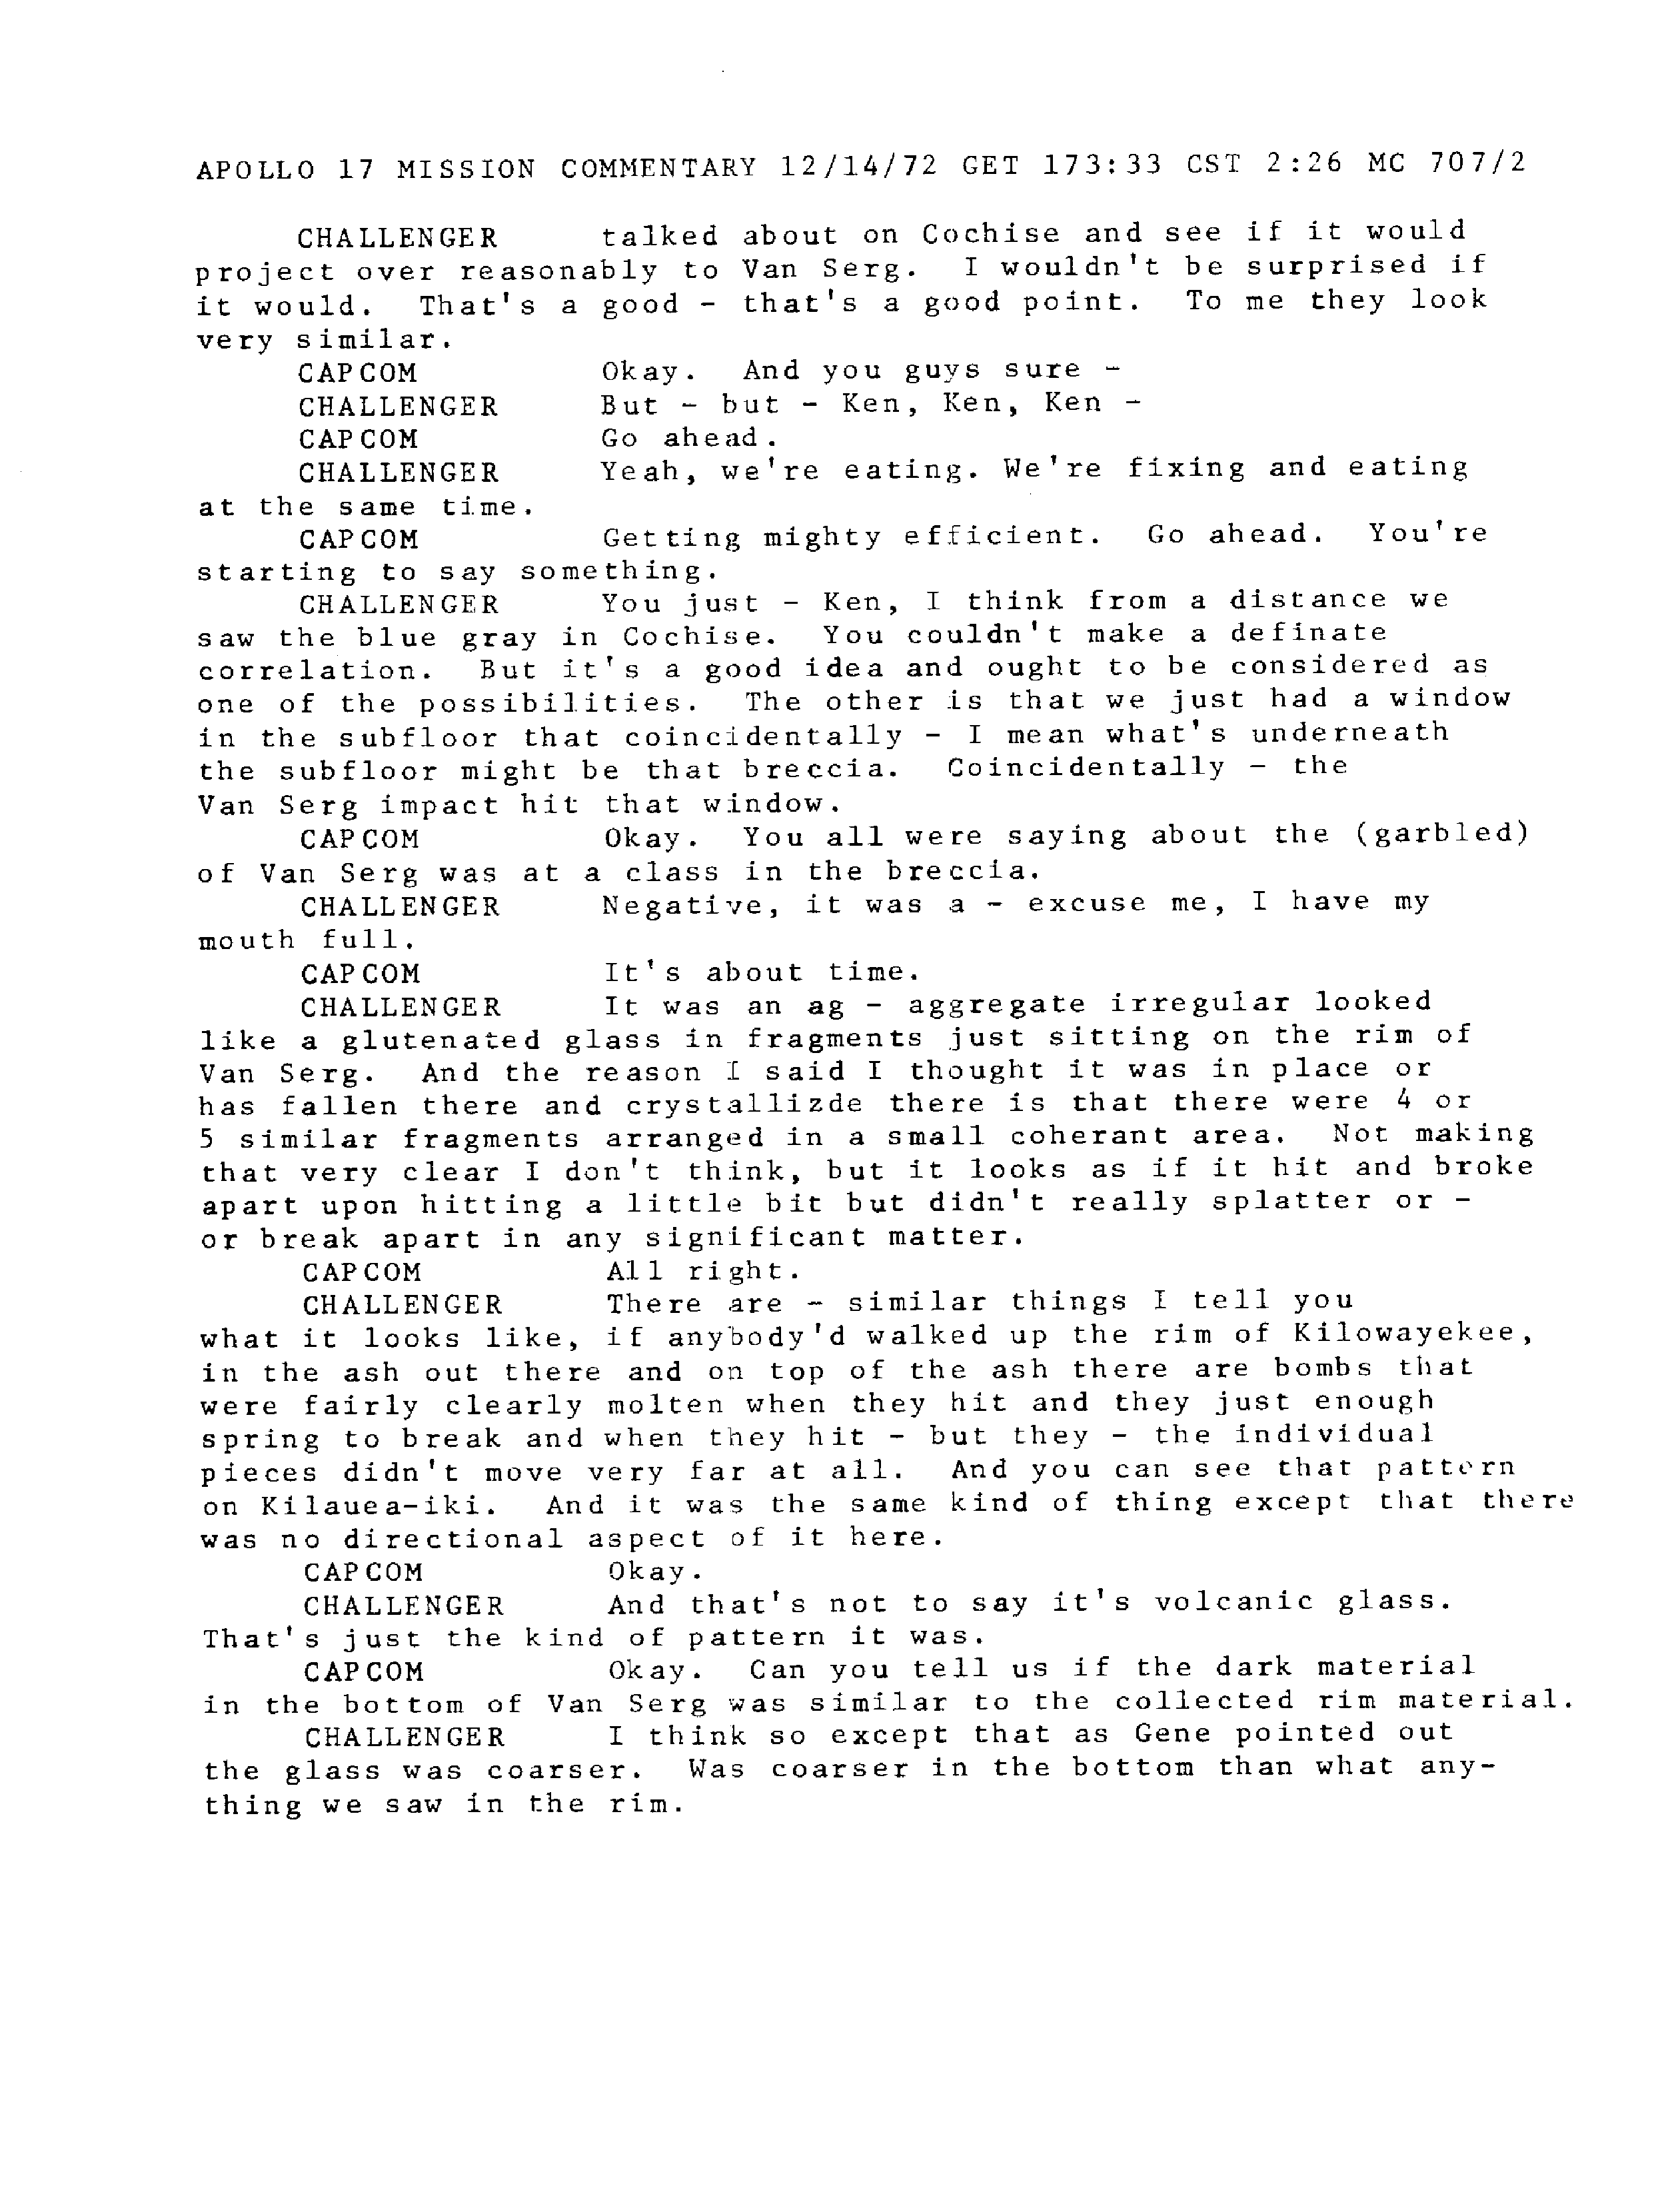 APOLLO 17 MISSION COMMENTARY 12/14/72 GET 173:33 CST 2:26 MC 707/2
CHALLENGER talked about on Cochise and see if it would
project over reasonably to Van Serg. I wouldn't be surprised if
it would. That's a good - that's a good point. To me they look
very similar.
CAPCOM Okay. And you guys sure -
CHALLENGER But - but - Ken, Ken, Ken -
CAPCOM Go ahead.
CHALLENGER Yeah, we're eating. We're fixing and eating
at the same time.
CAPCOM Getting mighty efficient. Go ahead. You're
starting to say something.
CHALLENGER You just - Ken, I think from a distance we
saw the blue gray in Cochise. You couldn't make a definate
correlation. But it's a good idea and ought to be considered as
one of the possibilities. The other is that we just had a window
in the subfloor that coincidentally - I mean what's underneath
the subfloor might be that breccia. Coincidentally - the
Van Serg impact hit that window.
CAPCOM Okay. You all were saying about the (garbled)
of Van Serg was at a class in the breccia.
CHALLENGER Negative, it was a - excuse me, I have my
mouth full.
CAPCOM It's about time.
CHALLENGER It was an ag - aggregate irregular looked
like a glutenated glass in fragments just sitting on the rim of
Van Serg. And the reason I said I thought it was in place or
has fallen there and crystallizde there is that there were 4 or
5 similar fragments arranged in a small coherant area. Not making
that very clear I don't think, but it looks as if it hit and broke
apart upon hitting a little bit but didn't really splatter or -
or break apart in any significant matter.
CAPCOM All right.
CHALLENGER There are - similar things I tell you
what it looks like, if anybody'd walked up the rim of Kilowayekee,
in the ash out there and on top of the ash there are bombs that
were fairly clearly molten when they hit and they just enough
spring to break and when they hit - but they - the individual
pieces didn't move very far at all. And you can see that pattern
on Kilauea-iki. And it was the same kind of thing except that there
was no directional aspect of it here.
CAPCOM Okay.
CHALLENGER And that's not to say it's volcanic glass.
That's just the kind of pattern it was.
CAPCOM Okay. Can you tell us if the dark material
in the bottom of Van Serg was similar to the collected rim material.
CHALLENGER I think so except that as Gene pointed out
the glass was coarser. Was coarser in the bottom than what any-
thing we saw in the rim.